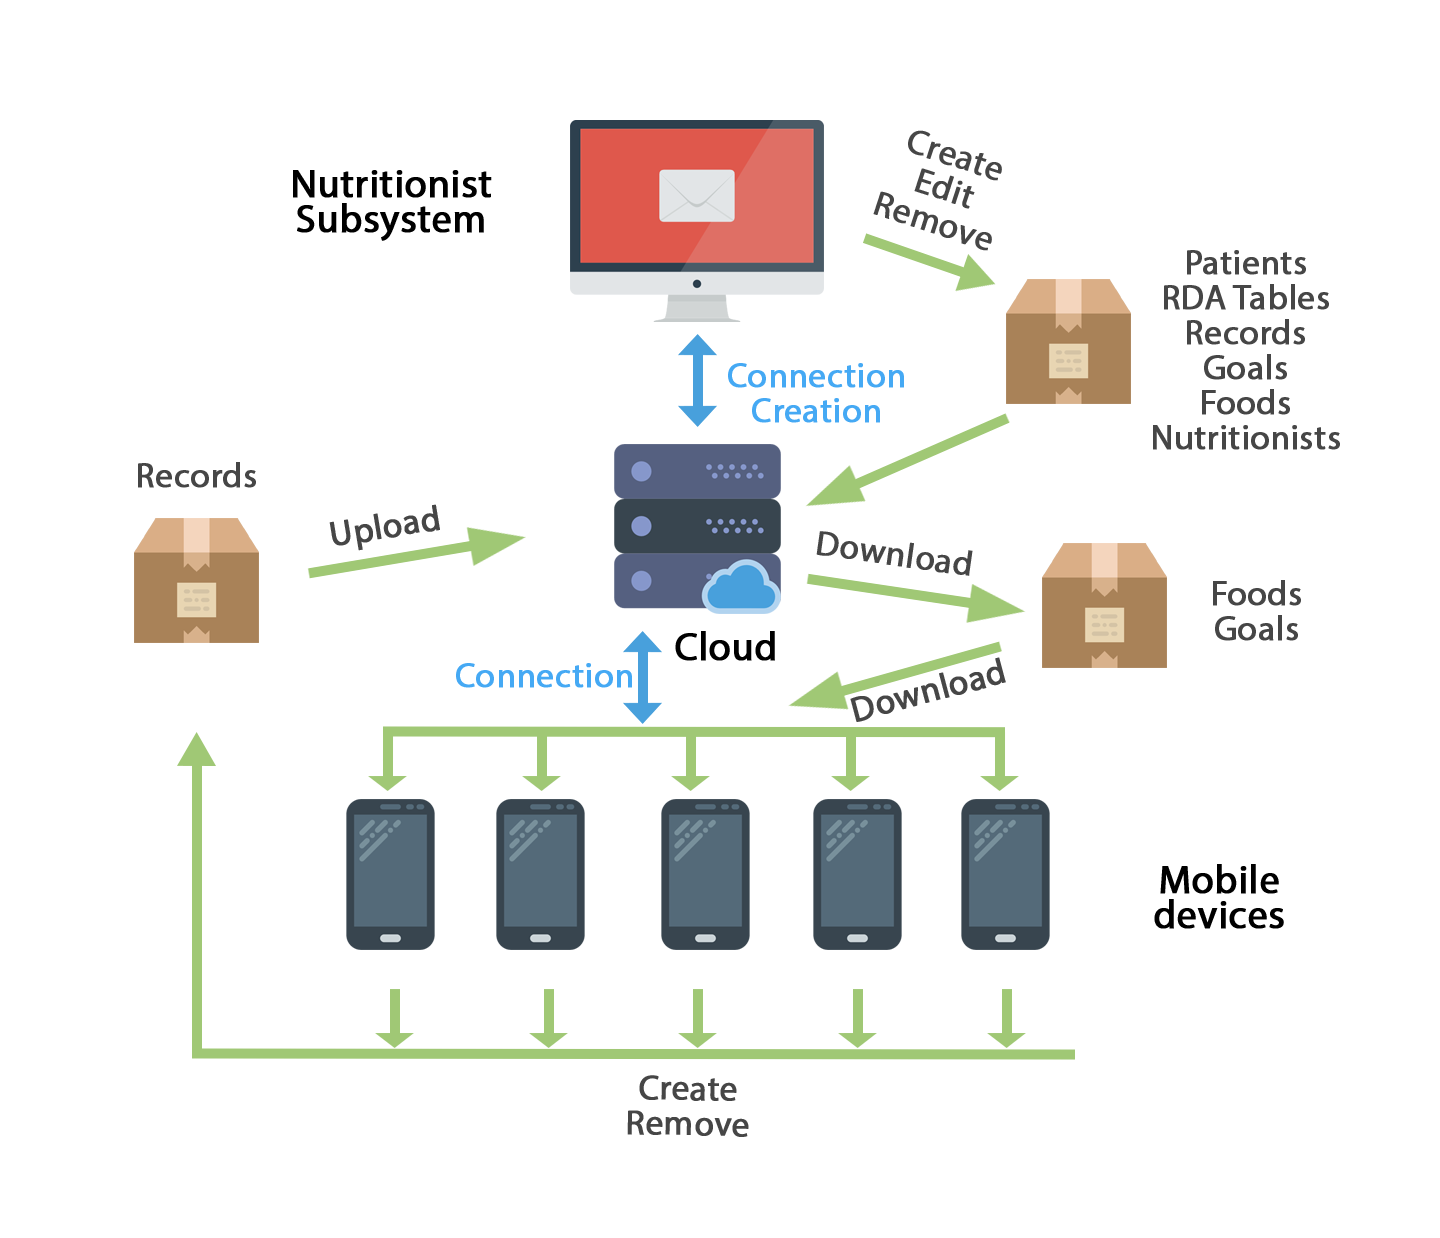 Nutritionist
Subsystem
Create
Edit
Remove
Patients
RDA Tables
Records
Goals
Foods
Nutritionists
Connection
Creation
Records
Upload
Download
Foods
Goals
Cloud
Connection
Download
Mobile
devices
Create
Remove